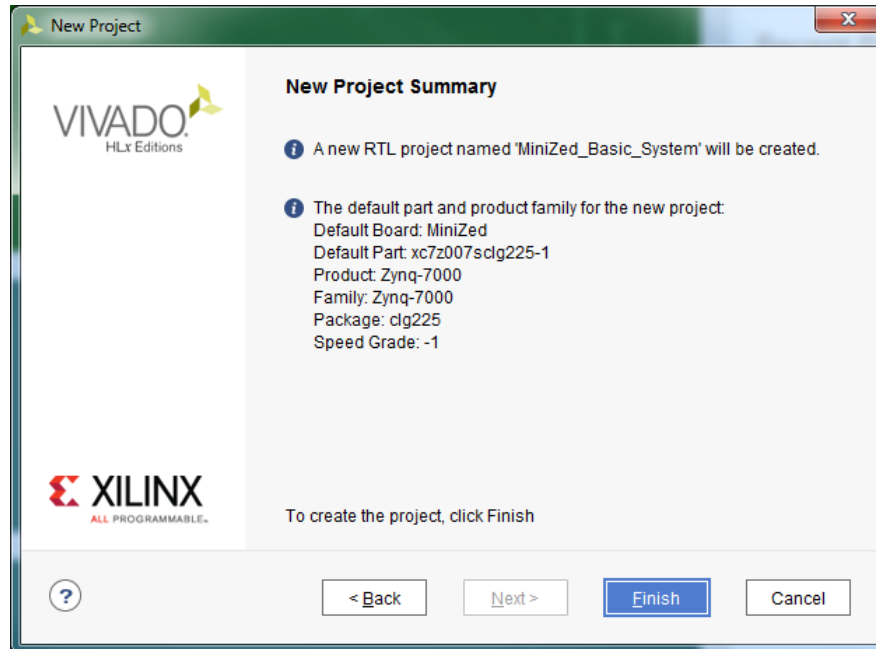 New Project
VIVADO.
HLx Editions
New Project Summary
A new RTL project named 'MiniZed_Basic_System' will be created.
The default part and product family for the new project:
Default Board: MiniZed
Default Part: xc7z007sclg225-1
Product: Zynq-7000
Family: Zynq-7000
Package: clg225
Speed Grade: -1
XILINX
ALL PROGRAMMABLE.
To create the project, click Finish
?
< Back
Next >
Finish
Cancel